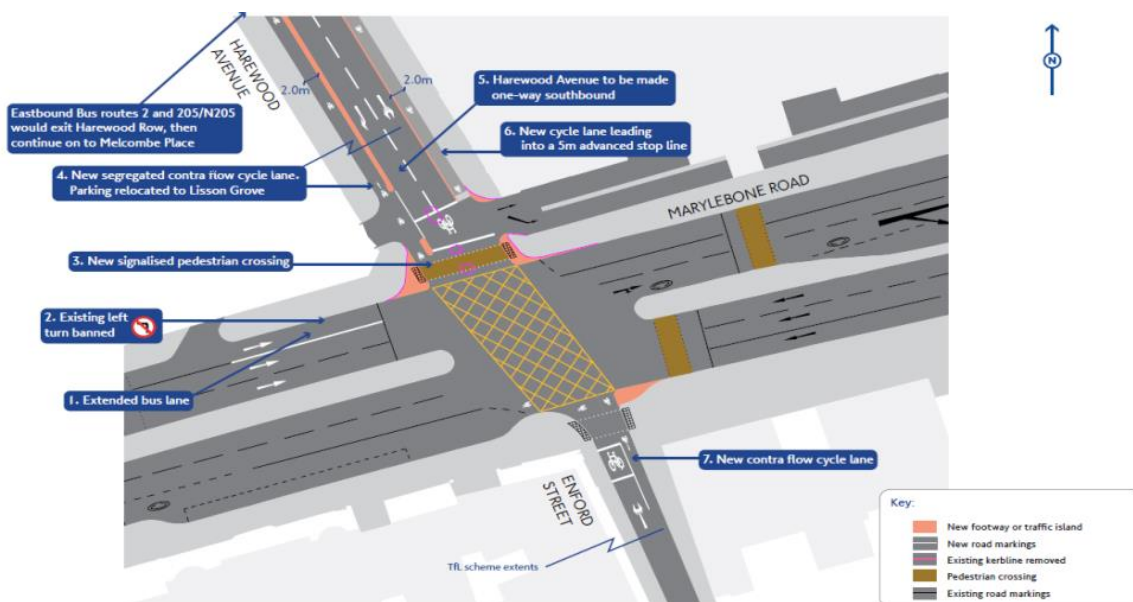 HAREWOOD
AVENUE
N
2.0m
2.0m
5. Harewood Avenue to be made
one-way southbound
Eastbound Bus routes 2 and 205/N205
would exit Harewood Row, then
continue on to Melcombe Place
6. New cycle lane leading
into a 5m advanced stop line
4. New segregated contra flow cycle lane.
Parking relocated to Lisson Grove
MARYLEBONE ROAD
3. New signalised pedestrian crossing
2. Existing left
turn banned
1. Extended bus lane
7. New contra flow cycle lane
ENFORD
STREET
TfL scheme extents
Key:
New footway or traffic island
New road markings
Existing kerbline removed
Pedestrian crossing
Existing road markings